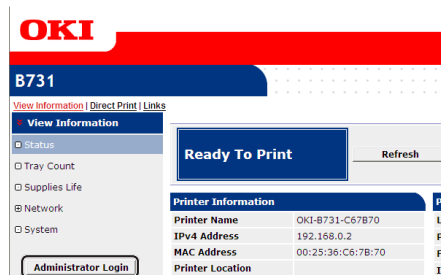 OKI
B731
View Information | Direct Print | Links
View Information
Status
Tray Count
Supplies Life
Network
System
Administrator Login
Ready To Print
Refresh
Printer Information
Printer Name OKI-B731-C67B70
IPv4 Address 192.168.0.2
MAC Address 00:25:36:C6:7B:70
Printer Location